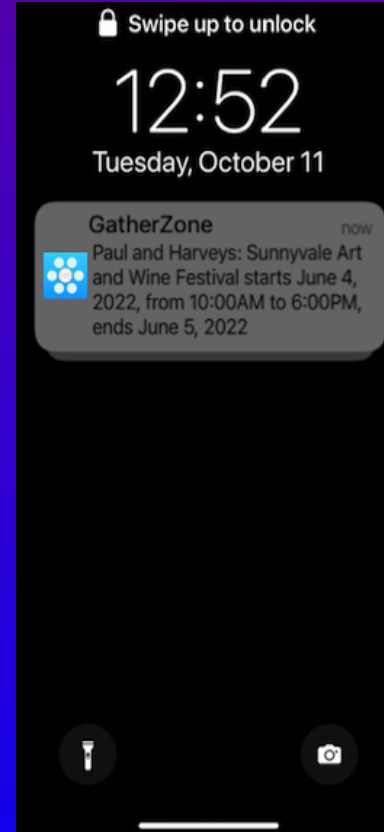 Swipe up to unlock
12:52
Tuesday, October 11
GatherZone
now
Paul and Harveys: Sunnyvale Art
and Wine Festival starts June 4,
2022, from 10:00AM to 6:00PM,
ends June 5, 2022